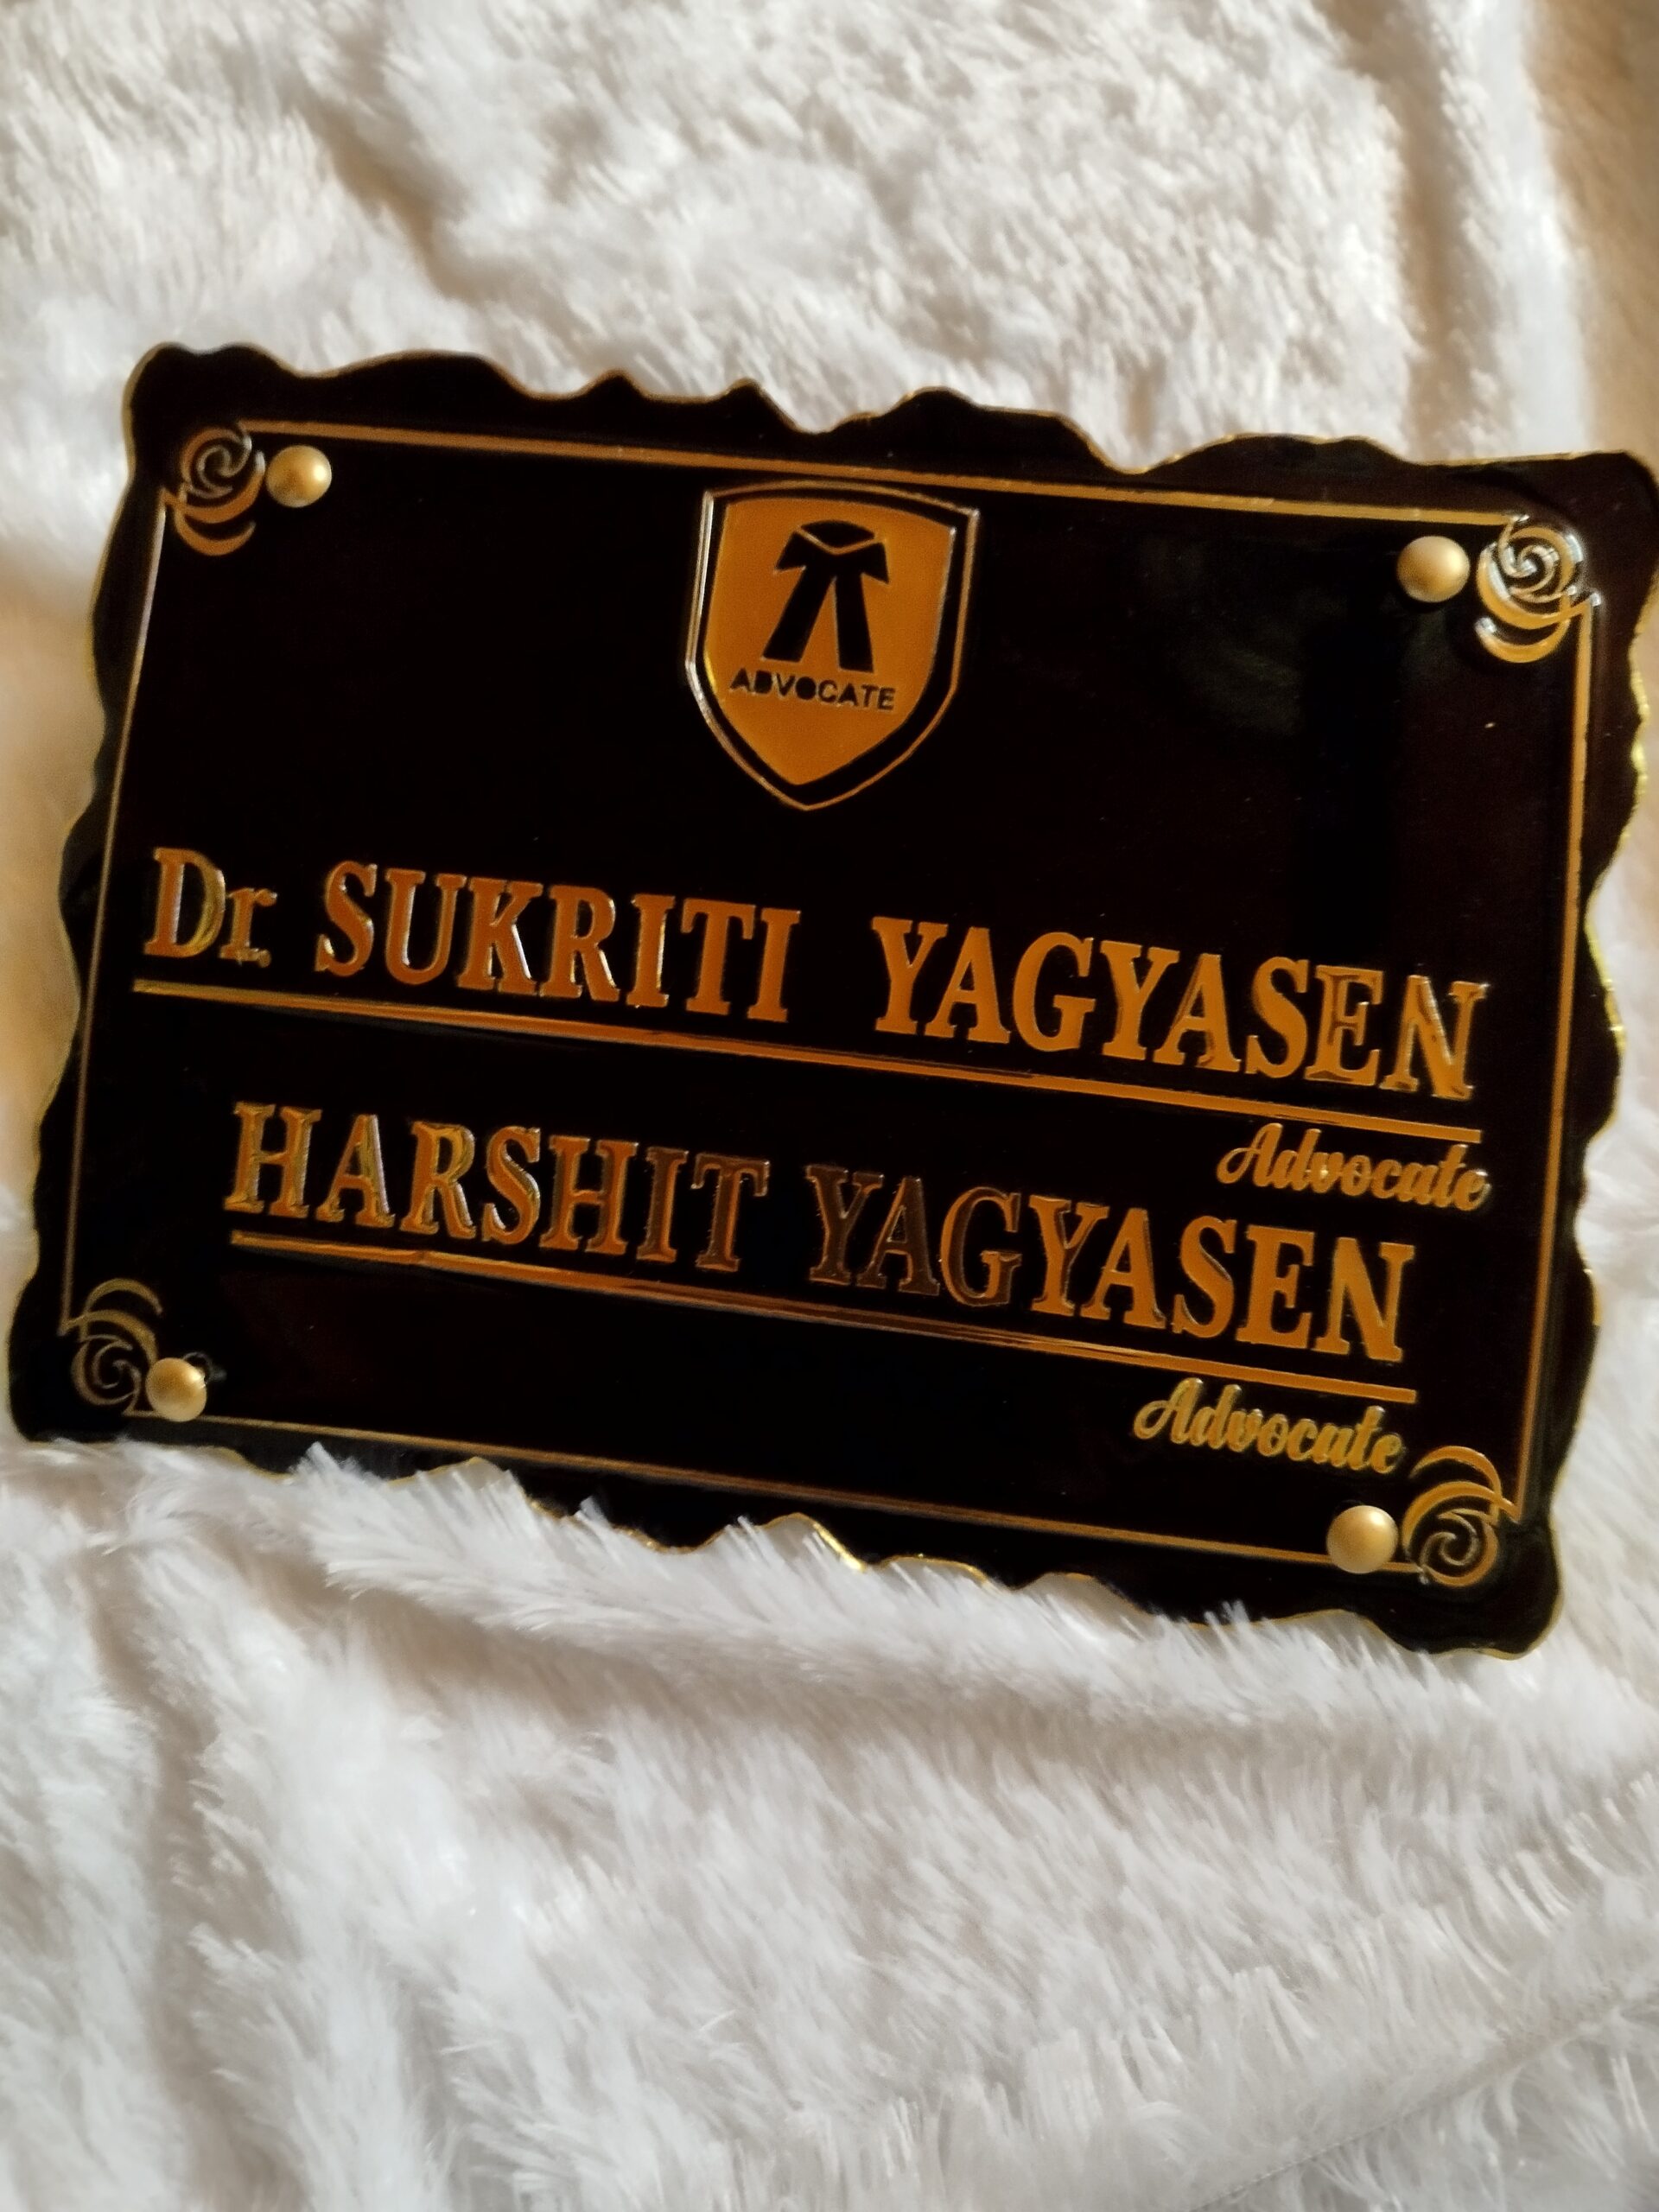 ADVOCATE
Dr. SUKRITI YAGYASEN
Advocate
HARSHIT YAGYASEN
Advocate